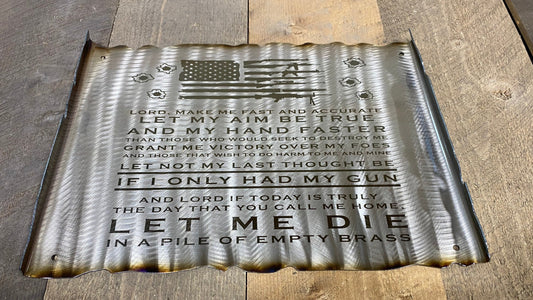 LORD, MAKE ME FAST AND ACCURATE
LET MY AIM BE TRUE
AND MY HAND FASTER
THAN THOSE WHO WOULD SEEK TO DESTROY ME
GRANT ME VICTORY OVER MY FOES
AND THOSE THAT WISH TO DO HARM TO ME AND MINE
LET NOT MY LAST THOUGHT BE
IF I ONLY HAD MY GUN
AND LORD IF TODAY IS TRULY
THE DAY THAT YOU CALL ME HOME,
LET ME DIE
IN A PILE OF EMPTY BRASS